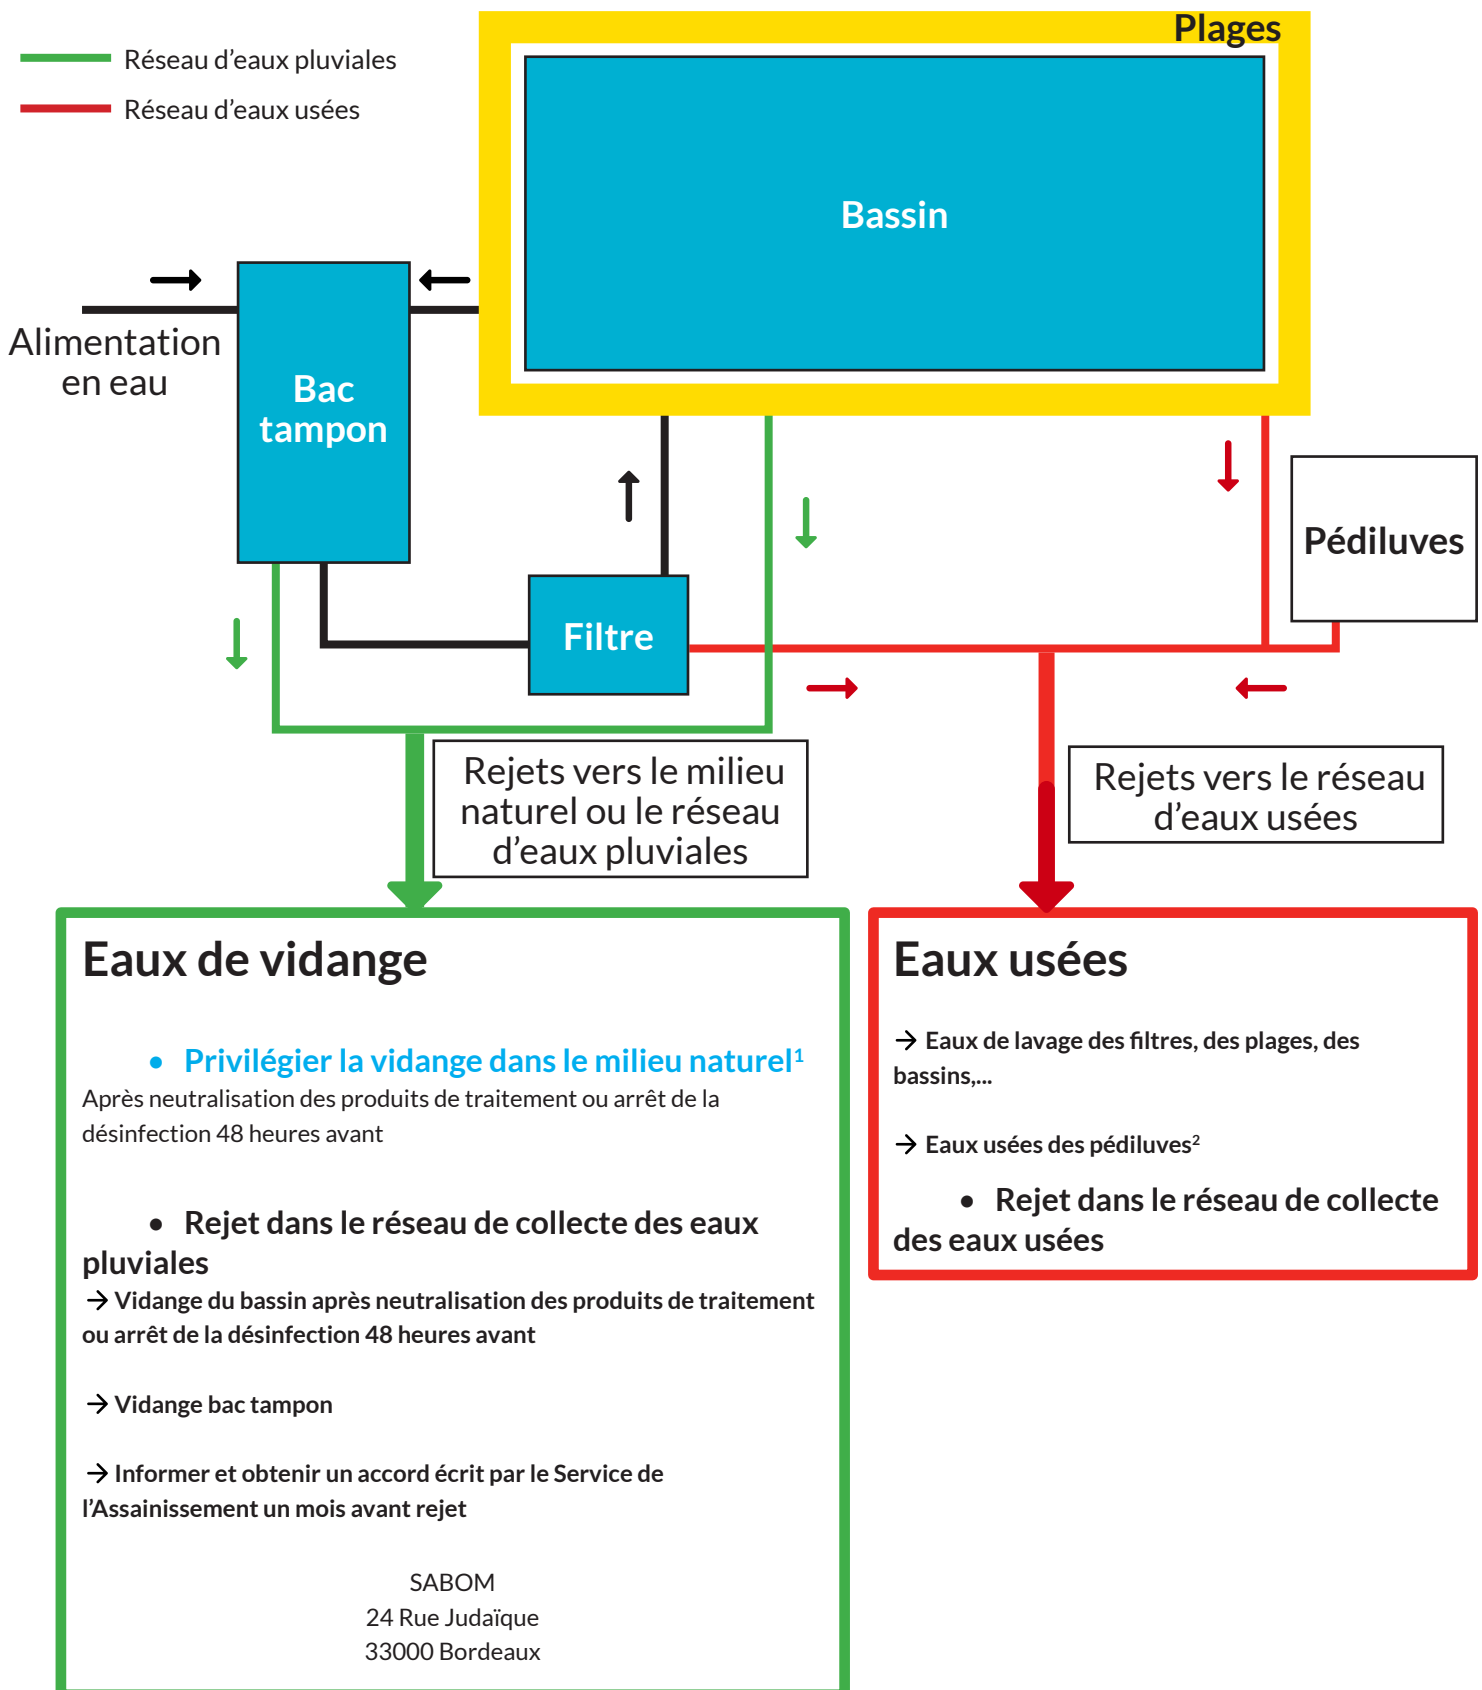 Plages
Réseau d’eaux pluviales
Réseau d’eaux usées
Bassin
Alimentation
en eau
Bac
tampon
Pédiluves
Filtre
Rejets vers le milieu
naturel ou le réseau
d’eaux pluviales
Rejets vers le réseau
d’eaux usées
Eaux de vidange
• Privilégier la vidange dans le milieu naturel¹
Après neutralisation des produits de traitement ou arrêt de la
désinfection 48 heures avant
• Rejet dans le réseau de collecte des eaux
pluviales
→ Vidange du bassin après neutralisation des produits de traitement
ou arrêt de la désinfection 48 heures avant
→ Vidange bac tampon
→ Informer et obtenir un accord écrit par le Service de
l’Assainissement un mois avant rejet
SABOM
24 Rue Judaïque
33000 Bordeaux
Eaux usées
→ Eaux de lavage des filtres, des plages, des
bassins,...
→ Eaux usées des pédiluves²
• Rejet dans le réseau de collecte
des eaux usées